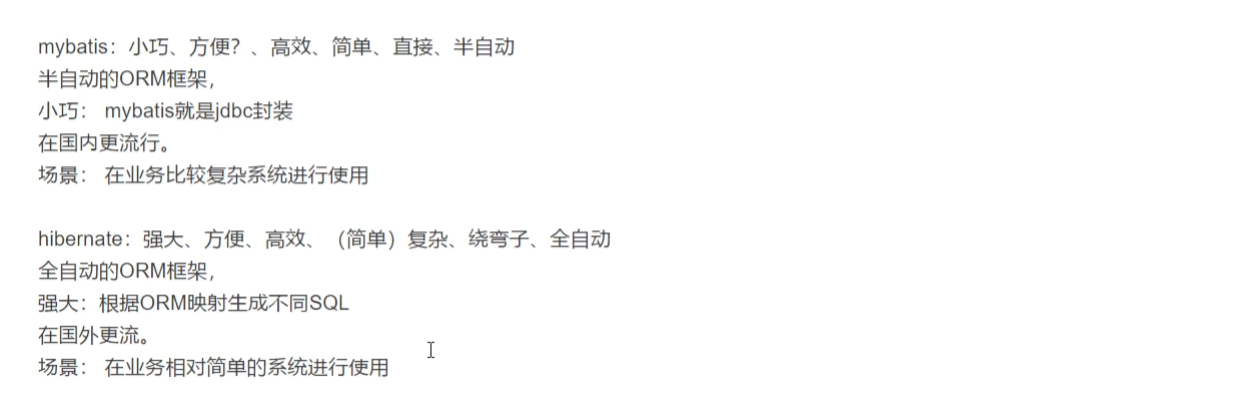 mybatis：小巧、方便？、高效、简单、直接、半自动
半自动的ORM框架，
小巧： mybatis就是jdbc封装
在国内更流行。
场景： 在业务比较复杂系统进行使用
hibernate：强大、方便、高效、（简单）复杂、绕弯子、全自动
全自动的ORM框架，
强大：根据ORM映射生成不同SQL
在国外更流。
场景： 在业务相对简单的系统进行使用